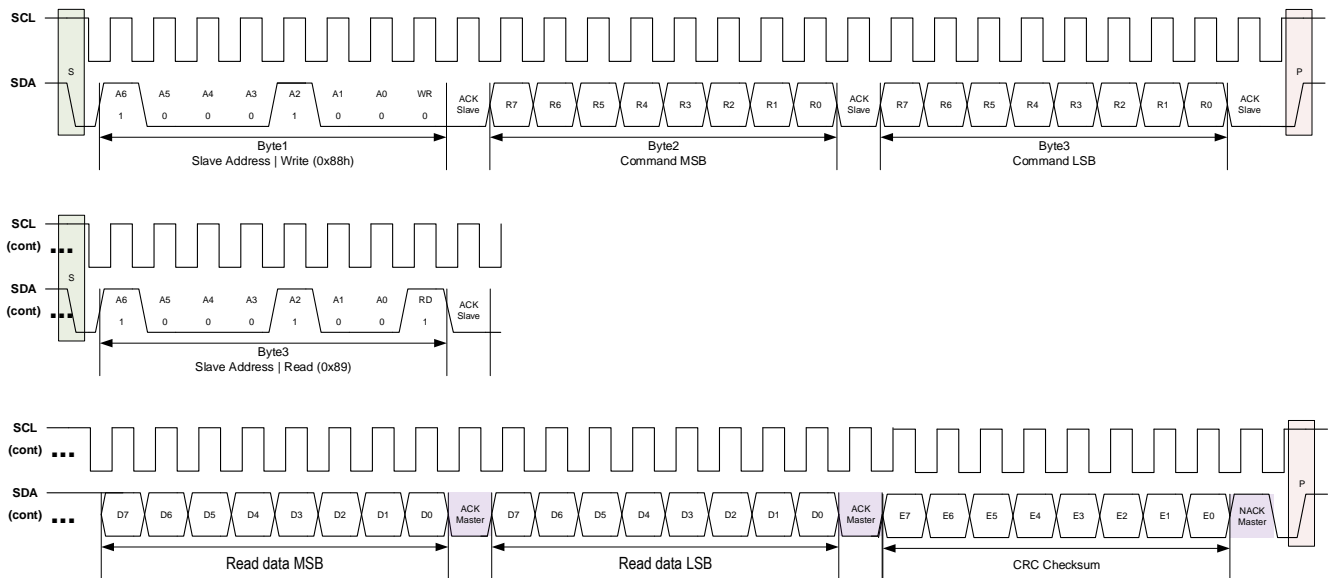 SCL
S
P
SDA
A6 A5 A4 A3 A2 A1 A0 WR ACK Slave R7 R6 R5 R4 R3 R2 R1 R0 ACK Slave R7 R6 R5 R4 R3 R2 R1 R0 ACK Slave
1 0 0 0 1 0 0 0
Byte1 Byte2 Byte3
Slave Address | Write (0x88h) Command MSB Command LSB
SCL
(cont) ...
S
SDA
(cont) ...
A6 A5 A4 A3 A2 A1 A0 RD ACK Slave
1 0 0 0 1 0 0 1
Byte3
Slave Address | Read (0x89)
SCL
(cont) ...
P
SDA
(cont) ...
D7 D6 D5 D4 D3 D2 D1 D0 ACK Master D7 D6 D5 D4 D3 D2 D1 D0 ACK Master E7 E6 E5 E4 E3 E2 E1 E0 NACK Master
Read data MSB Read data LSB CRC Checksum